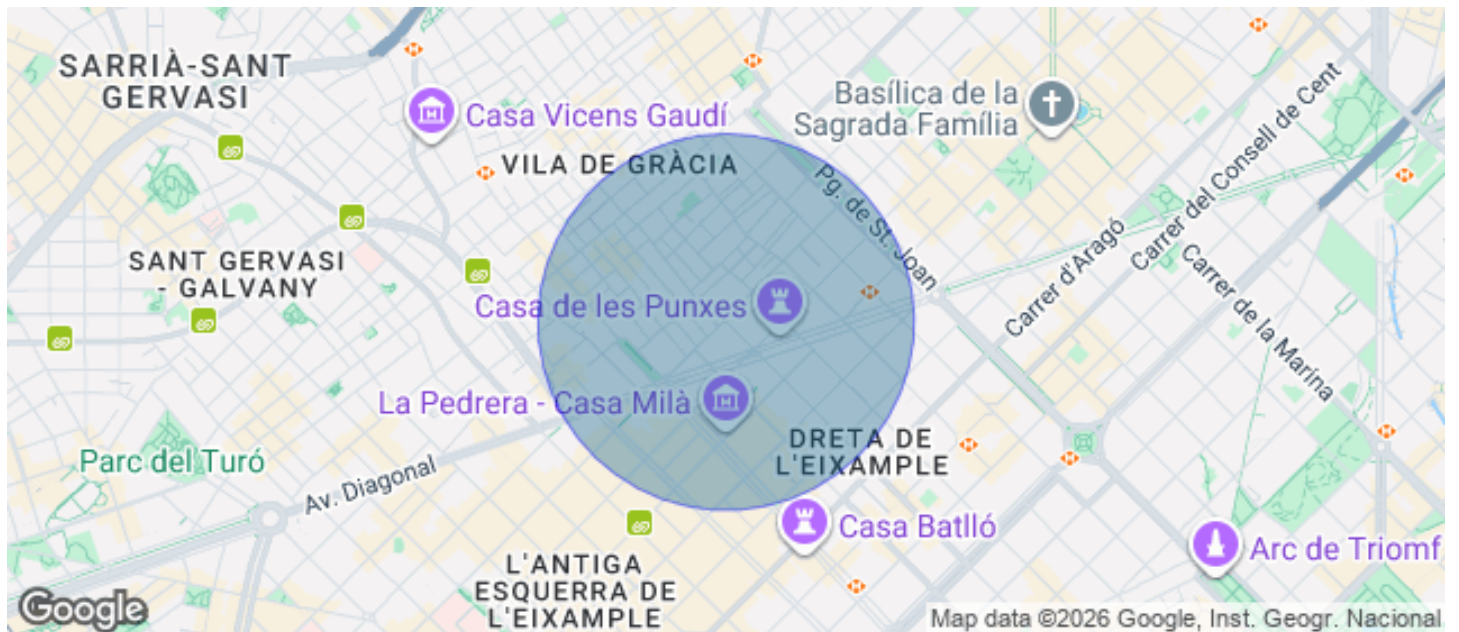 SARRIÀ-SANT
GERVASI
Casa Vicens Gaudí
Basílica de la
Sagrada Família
VILA DE GRÀCIA
Pg. de St. Joan
Carrer del Consell de Cent
Carrer d'Aragó
Carrer de la Marina
SANT GERVASI
- GALVANY
Casa de les Punxes
La Pedrera - Casa Milà
DRETA DE
L'EIXAMPLE
Parc del Turó
Av. Diagonal
Casa Batlló
Arc de Triomf
L'ANTIGA
ESQUERRA DE
L'EIXAMPLE
Google
Map data ©2026 Google, Inst. Geogr. Nacional